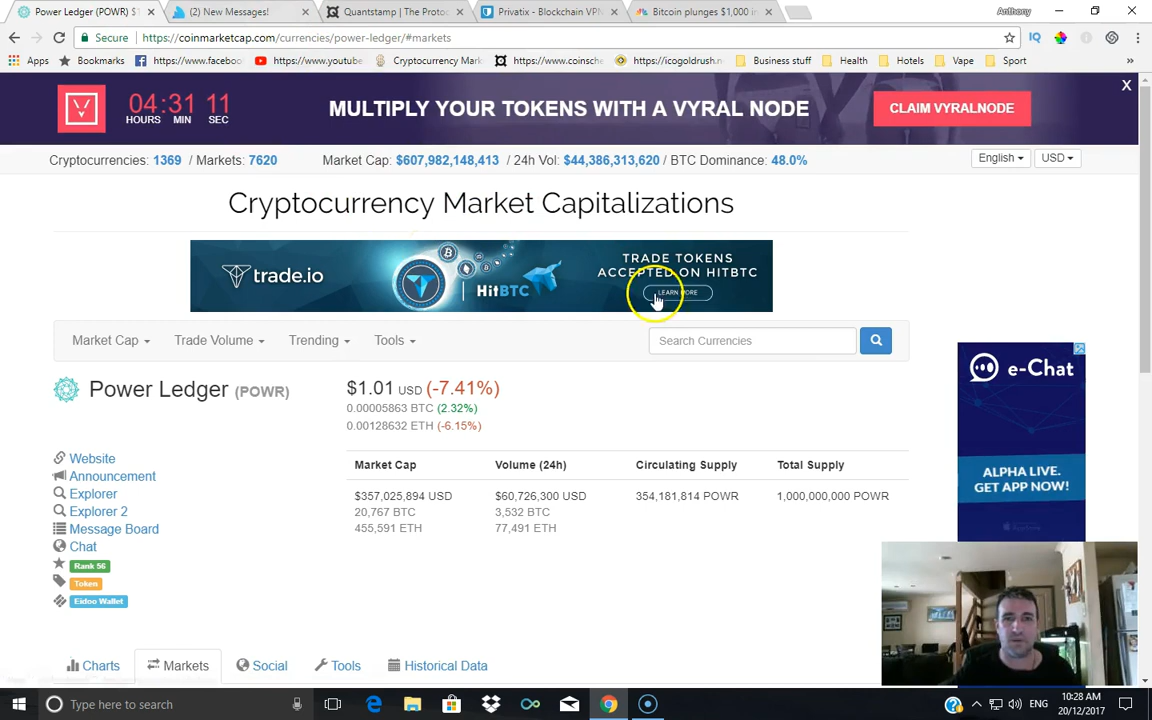 Power Ledger (POWR) $1
(2) New Messages!
Quantstamp | The Protoc
Privatix - Blockchain VPN
Bitcoin plunges $1,000 in
Anthony
Secure
https://coinmarketcap.com/currencies/power-ledger/#markets
IQ
Apps
Bookmarks
https://www.faceboo
https://www.youtube
Cryptocurrency Mark
https://www.coinsche
https://icogoldrush.n
Business stuff
Health
Hotels
Vape
Sport
04:31 11
HOURS MIN SEC
MULTIPLY YOUR TOKENS WITH A VYRAL NODE
CLAIM VYRALNODE
X
Cryptocurrencies: 1369 / Markets: 7620
Market Cap: $607,982,148,413 / 24h Vol: $44,386,313,620 / BTC Dominance: 48.0%
English
USD
Cryptocurrency Market Capitalizations
trade.io
HitBTC
TRADE TOKENS
ACCEPTED ON HITBTC
LEARN MORE
Market Cap
Trade Volume
Trending
Tools
Search Currencies
e-Chat
ALPHA LIVE.
GET APP NOW!
Power Ledger (POWR)
$1.01 USD (-7.41%)
0.00005863 BTC (2.32%)
0.00128632 ETH (-6.15%)
Website
Announcement
Explorer
Explorer 2
Message Board
Chat
Rank 56
Token
Eidoo Wallet
Market Cap
Volume (24h)
Circulating Supply
Total Supply
$357,025,894 USD
$60,726,300 USD
354,181,814 POWR
1,000,000,000 POWR
20,767 BTC
3,532 BTC
455,591 ETH
77,491 ETH
Charts
Markets
Social
Tools
Historical Data
Type here to search
ENG
10:28 AM
20/12/2017